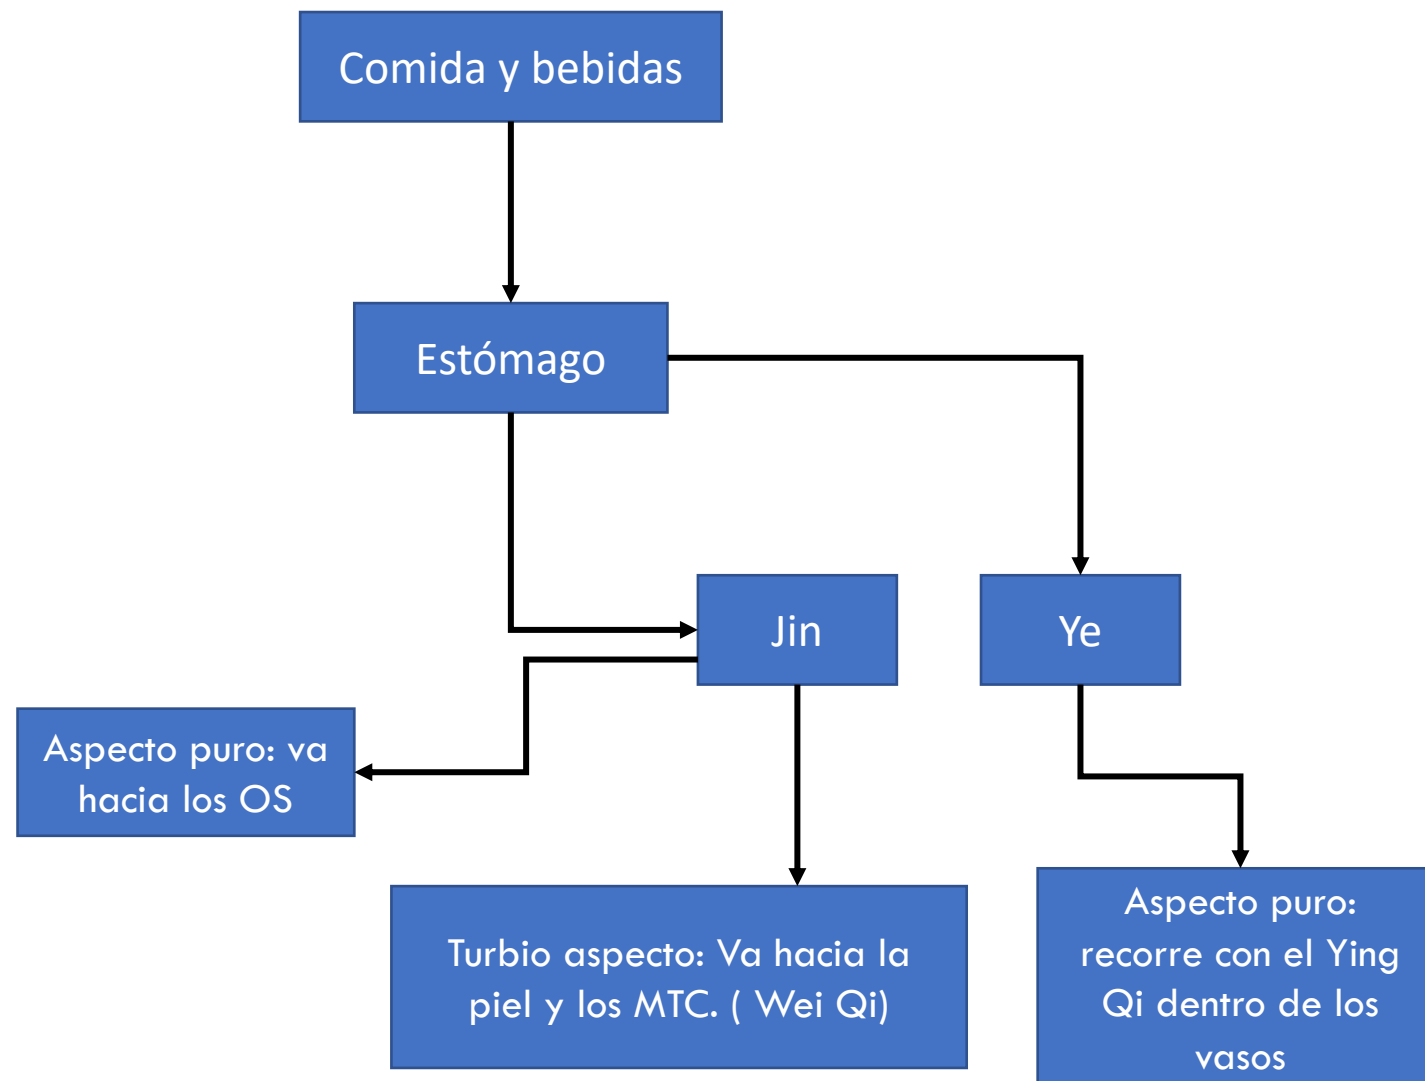 Comida y bebidas
Estómago
Jin
Ye
Aspecto puro: va
hacia los OS
Turbio aspecto: Va hacia la
piel y los MTC. ( Wei Qi)
Aspecto puro:
recorre con el Ying
Qi dentro de los
vasos